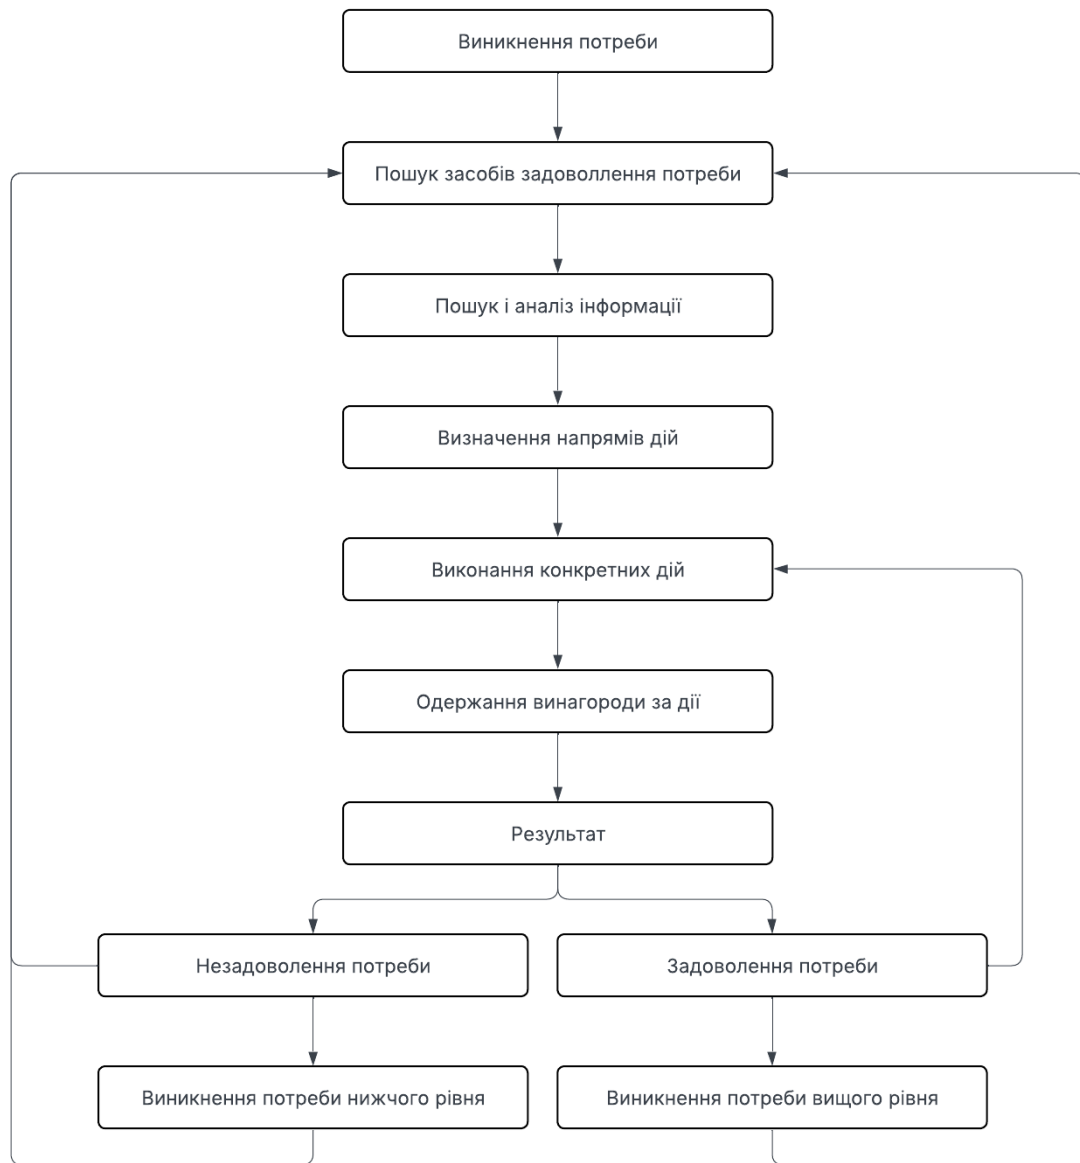 Виникнення потреби
Пошук засобів задоволлення потреби
Пошук і аналіз інформації
Визначення напрямів дій
Виконання конкретних дій
Одержання винагороди за дії
Результат
Незадоволення потреби
Задоволення потреби
Виникнення потреби нижчого рівня
Виникнення потреби вищого рівня